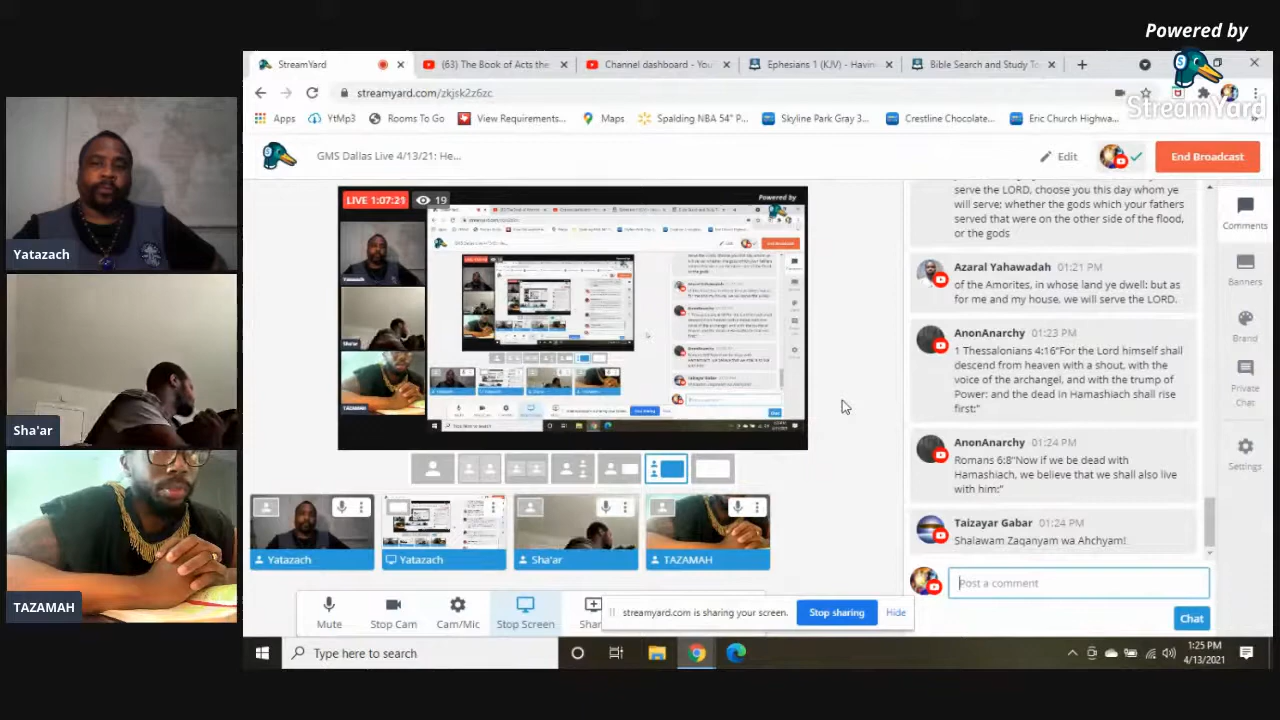 Powered by
StreamYard
StreamYard
(63) The Book of Acts the
Channel dashboard - You
Ephesians 1 (KJV) - Havin
Bible Search and Study To
streamyard.com/zkjsk2z6zc
Apps
YtMp3
Rooms To Go
View Requirements...
Maps
Spalding NBA 54" P...
Skyline Park Gray 3...
Crestline Chocolate...
Eric Church Highwa...
GMS Dallas Live 4/13/21: He...
Edit
End Broadcast
LIVE 1:07:21
19
Powered by
Yatazach
Sha'ar
TAZAMAH
serve the LORD, choose you this day whom ye
will serve; whether the gods which your fathers
served that were on the other side of the flood,
or the gods
Azaral Yahawadah 01:21 PM
of the Amorites, in whose land ye dwell: but as
for me and my house, we will serve the LORD.
AnonAnarchy 01:23 PM
1 Thessalonians 4:16"For the Lord himself shall
descend from heaven with a shout, with the
voice of the archangel, and with the trump of
Power: and the dead in Hamashiach shall rise
first:"
AnonAnarchy 01:24 PM
Romans 6:8"Now if we be dead with
Hamashiach, we believe that we shall also live
with him:"
Taizayar Gabar 01:24 PM
Shalawam Zaqanyam wa Ahchyam!
Post a comment
Chat
Comments
Banners
Brand
Private
Chat
Settings
Yatazach
Yatazach
Sha'ar
TAZAMAH
Mute
Stop Cam
Cam/Mic
Stop Screen
Shar
streamyard.com is sharing your screen.
Stop sharing
Hide
Type here to search
1:25 PM
4/13/2021